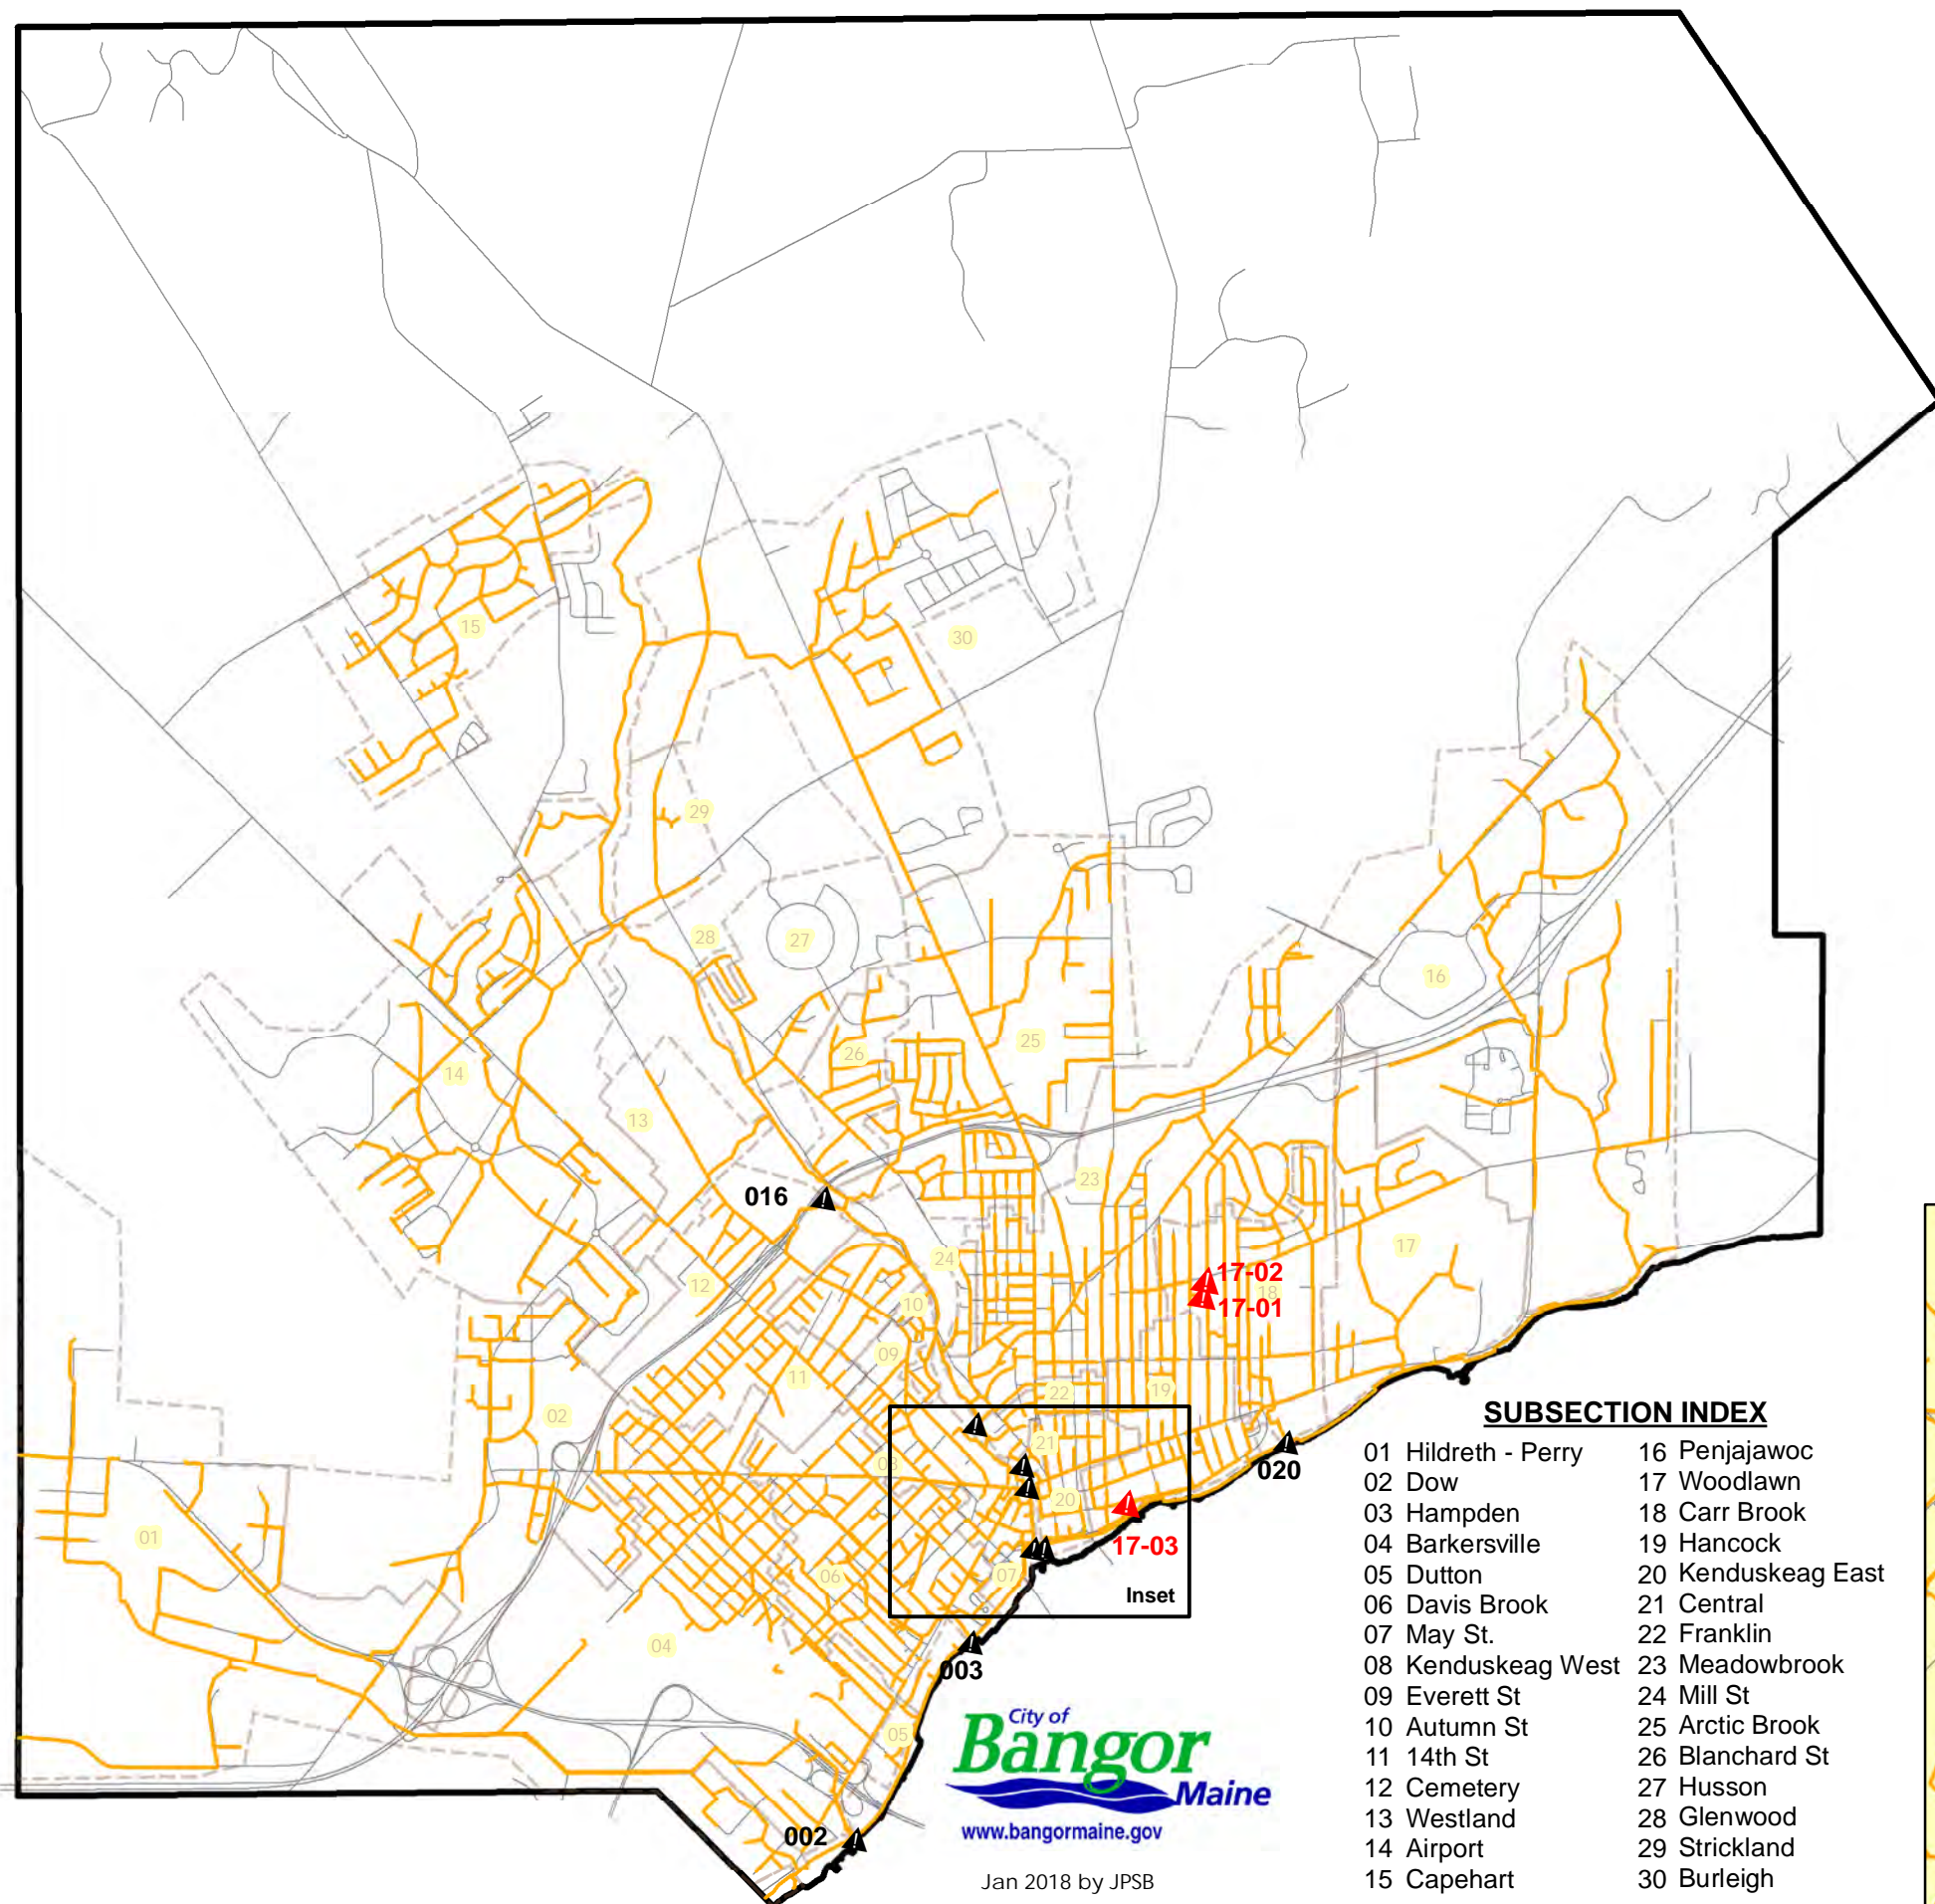 15
30
29
28
27
16
26
25
14
13
23
016
24
17
17-02
18
12
17-01
10
09
11
22
19
02
21
08
020
20
01
17-03
06
07
Inset
04
003
05
002
City of
Bangor
Maine
www.bangormaine.gov
Jan 2018 by JPSB
SUBSECTION INDEX
01 Hildreth - Perry
02 Dow
03 Hampden
04 Barkersville
05 Dutton
06 Davis Brook
07 May St.
08 Kenduskeag West
09 Everett St
10 Autumn St
11 14th St
12 Cemetery
13 Westland
14 Airport
15 Capehart
16 Penjajawoc
17 Woodlawn
18 Carr Brook
19 Hancock
20 Kenduskeag East
21 Central
22 Franklin
23 Meadowbrook
24 Mill St
25 Arctic Brook
26 Blanchard St
27 Husson
28 Glenwood
29 Strickland
30 Burleigh